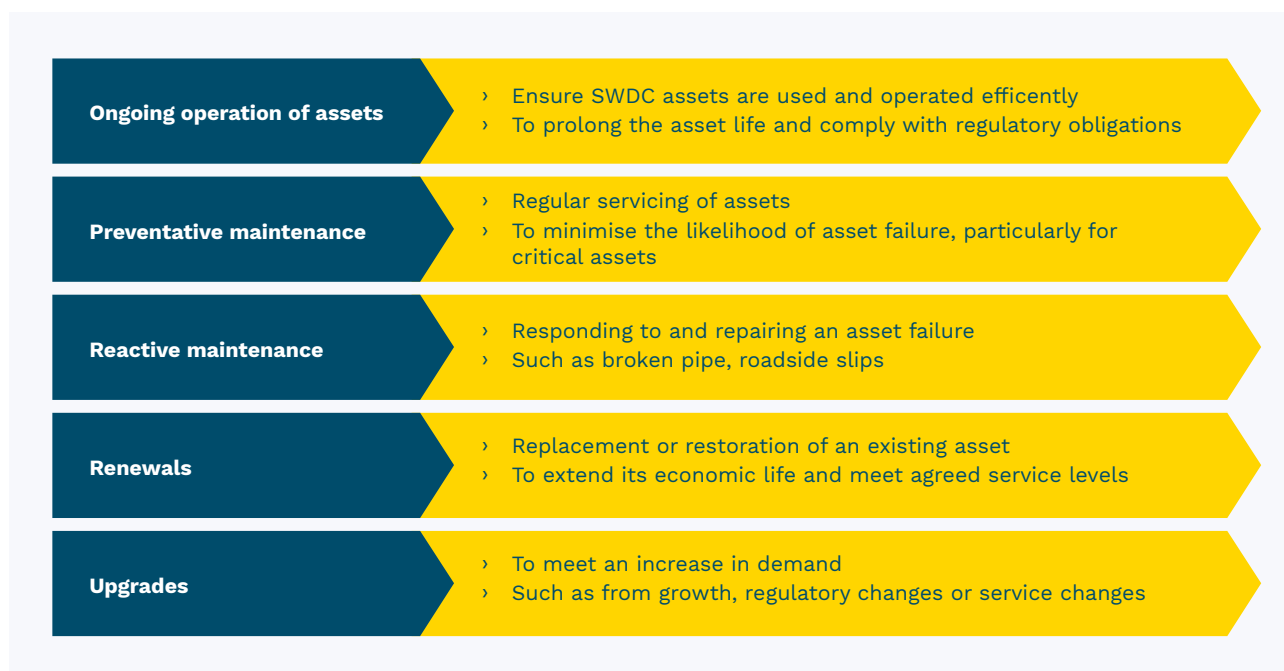 Ongoing operation of assets
› Ensure SWDC assets are used and operated efficently
› To prolong the asset life and comply with regulatory obligations
Preventative maintenance
› Regular servicing of assets
› To minimise the likelihood of asset failure, particularly for
critical assets
Reactive maintenance
› Responding to and repairing an asset failure
› Such as broken pipe, roadside slips
Renewals
› Replacement or restoration of an existing asset
› To extend its economic life and meet agreed service levels
Upgrades
› To meet an increase in demand
› Such as from growth, regulatory changes or service changes